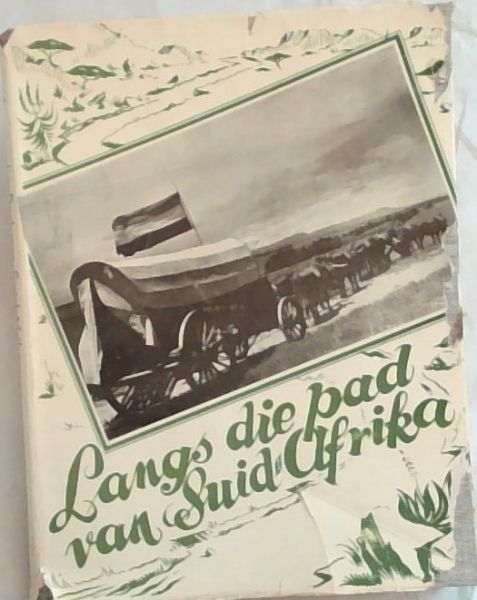 Langs die pad
van Suid Afrika